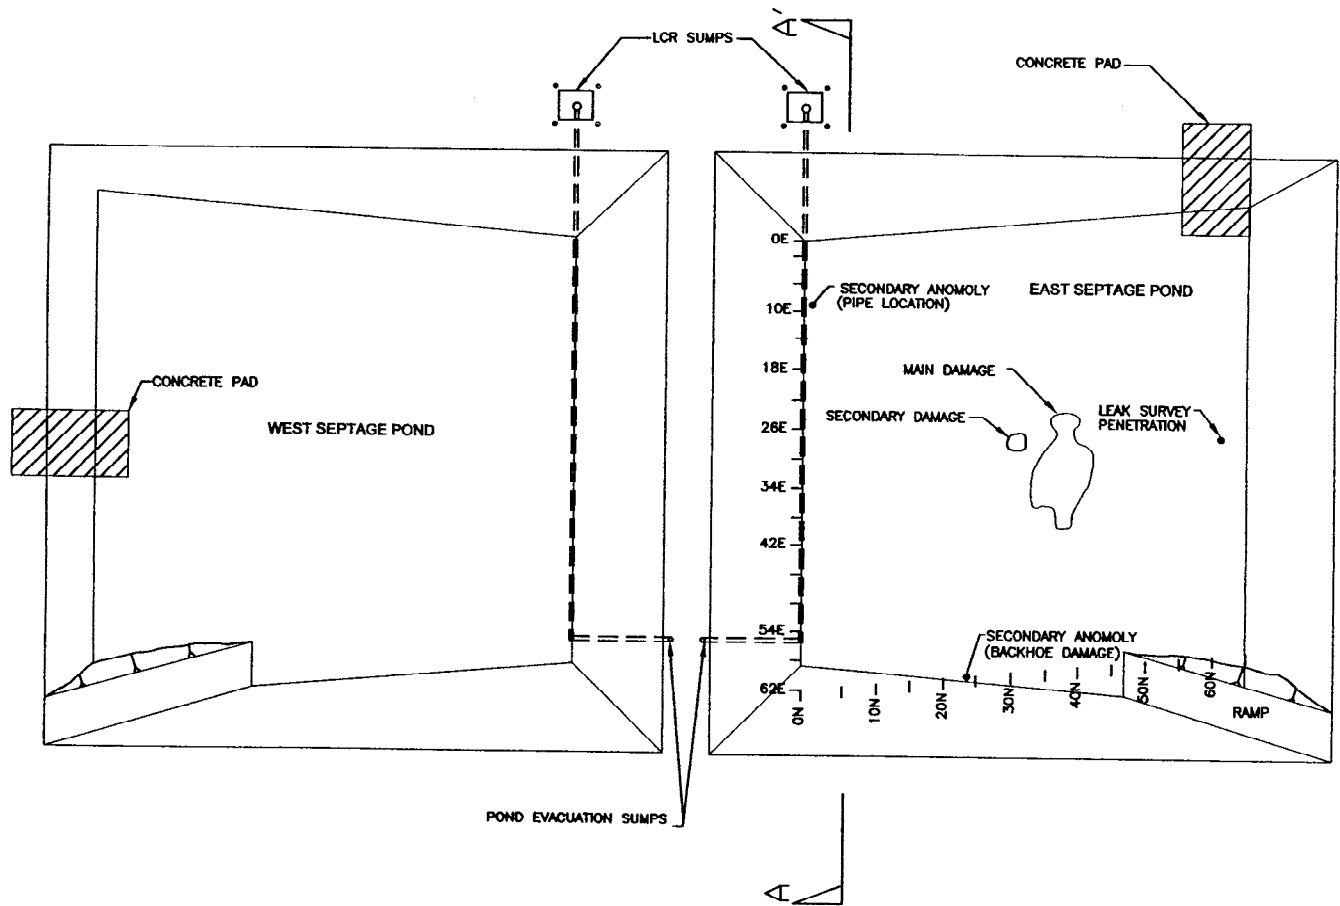 A'
LCR SUMPS
CONCRETE PAD
0E
SECONDARY ANOMOLY
(PIPE LOCATION)
EAST SEPTAGE POND
10E
18E
MAIN DAMAGE
CONCRETE PAD
SECONDARY DAMAGE
LEAK SURVEY
PENETRATION
WEST SEPTAGE POND
26E
34E
42E
54E
SECONDARY ANOMOLY
(BACKHOE DAMAGE)
62E
0N
10N
20N
30N
40N
50N
60N
RAMP
POND EVACUATION SUMPS
A